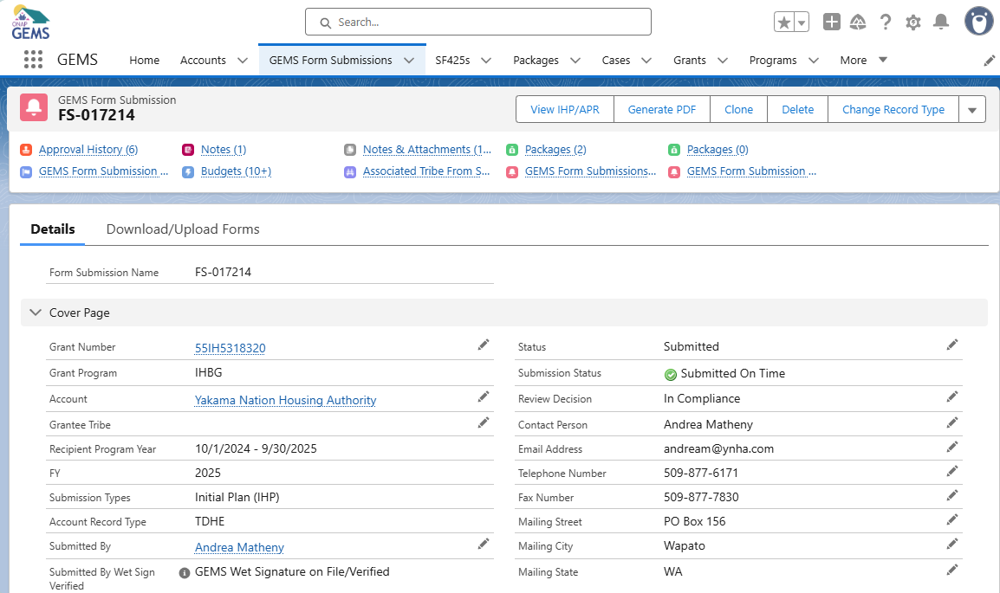 ONAP
GEMS
Search...
GEMS
Home
Accounts
GEMS Form Submissions
SF425s
Packages
Cases
Grants
Programs
More
GEMS Form Submission
FS-017214
View IHP/APR
Generate PDF
Clone
Delete
Change Record Type
Approval History (6)
Notes (1)
Notes & Attachments (1...
Packages (2)
Packages (0)
GEMS Form Submission ...
Budgets (10+)
Associated Tribe From S...
GEMS Form Submissions...
GEMS Form Submission ...
Details
Download/Upload Forms
Form Submission Name FS-017214
Cover Page
Grant Number 55IH5318320
Status Submitted
Grant Program IHBG
Submission Status Submitted On Time
Account Yakama Nation Housing Authority
Review Decision In Compliance
Grantee Tribe
Contact Person Andrea Matheny
Recipient Program Year 10/1/2024 - 9/30/2025
Email Address andream@ynha.com
FY 2025
Telephone Number 509-877-6171
Submission Types Initial Plan (IHP)
Fax Number 509-877-7830
Account Record Type TDHE
Mailing Street PO Box 156
Submitted By Andrea Matheny
Mailing City Wapato
Submitted By Wet Sign GEMS Wet Signature on File/Verified
Verified
Mailing State WA